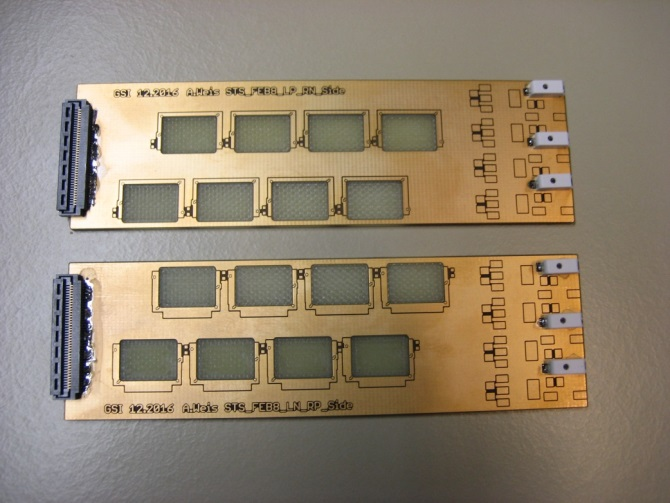 GSI 12.2016 A.Weis STS_FEB8_LP_RN_Side
GSI 12.2016 A.Weis STS_FEB8_LN_RP_Side